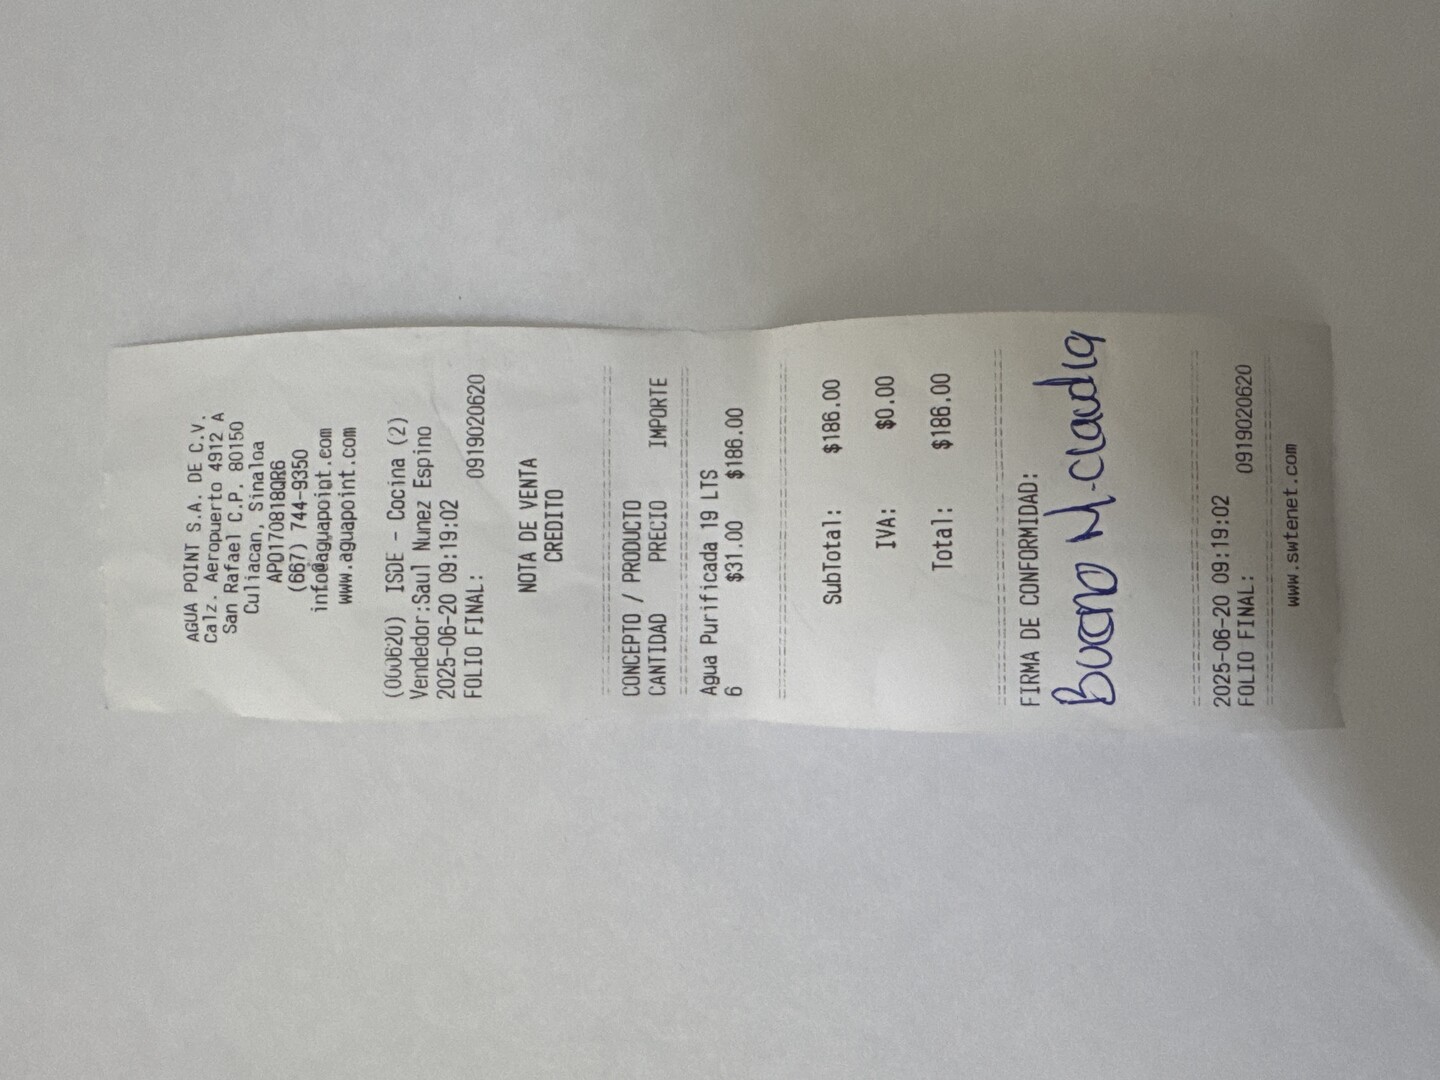 AGUA POINT S.A. DE C.V.
Calz. Aeropuerto 4912 A
San Rafael C.P. 80150
Culiacan, Sinaloa
APO170818QR6
(667) 744-9350
info@aguapoint.com
www.aguapoint.com
(000620) ISDE - Cocina (2)
Vendedor:Saul Nunez Espino
2025-06-20 09:19:02
FOLIO FINAL: 0919020620
NOTA DE VENTA
CREDITO
CONCEPTO / PRODUCTO
CANTIDAD PRECIO IMPORTE
Agua Purificada 19 LTS
6 $31.00 $186.00
SubTotal: $186.00
IVA: $0.00
Total: $186.00
FIRMA DE CONFORMIDAD:
Bueno M-Claudia
2025-06-20 09:19:02
FOLIO FINAL: 0919020620
www.swtenet.com